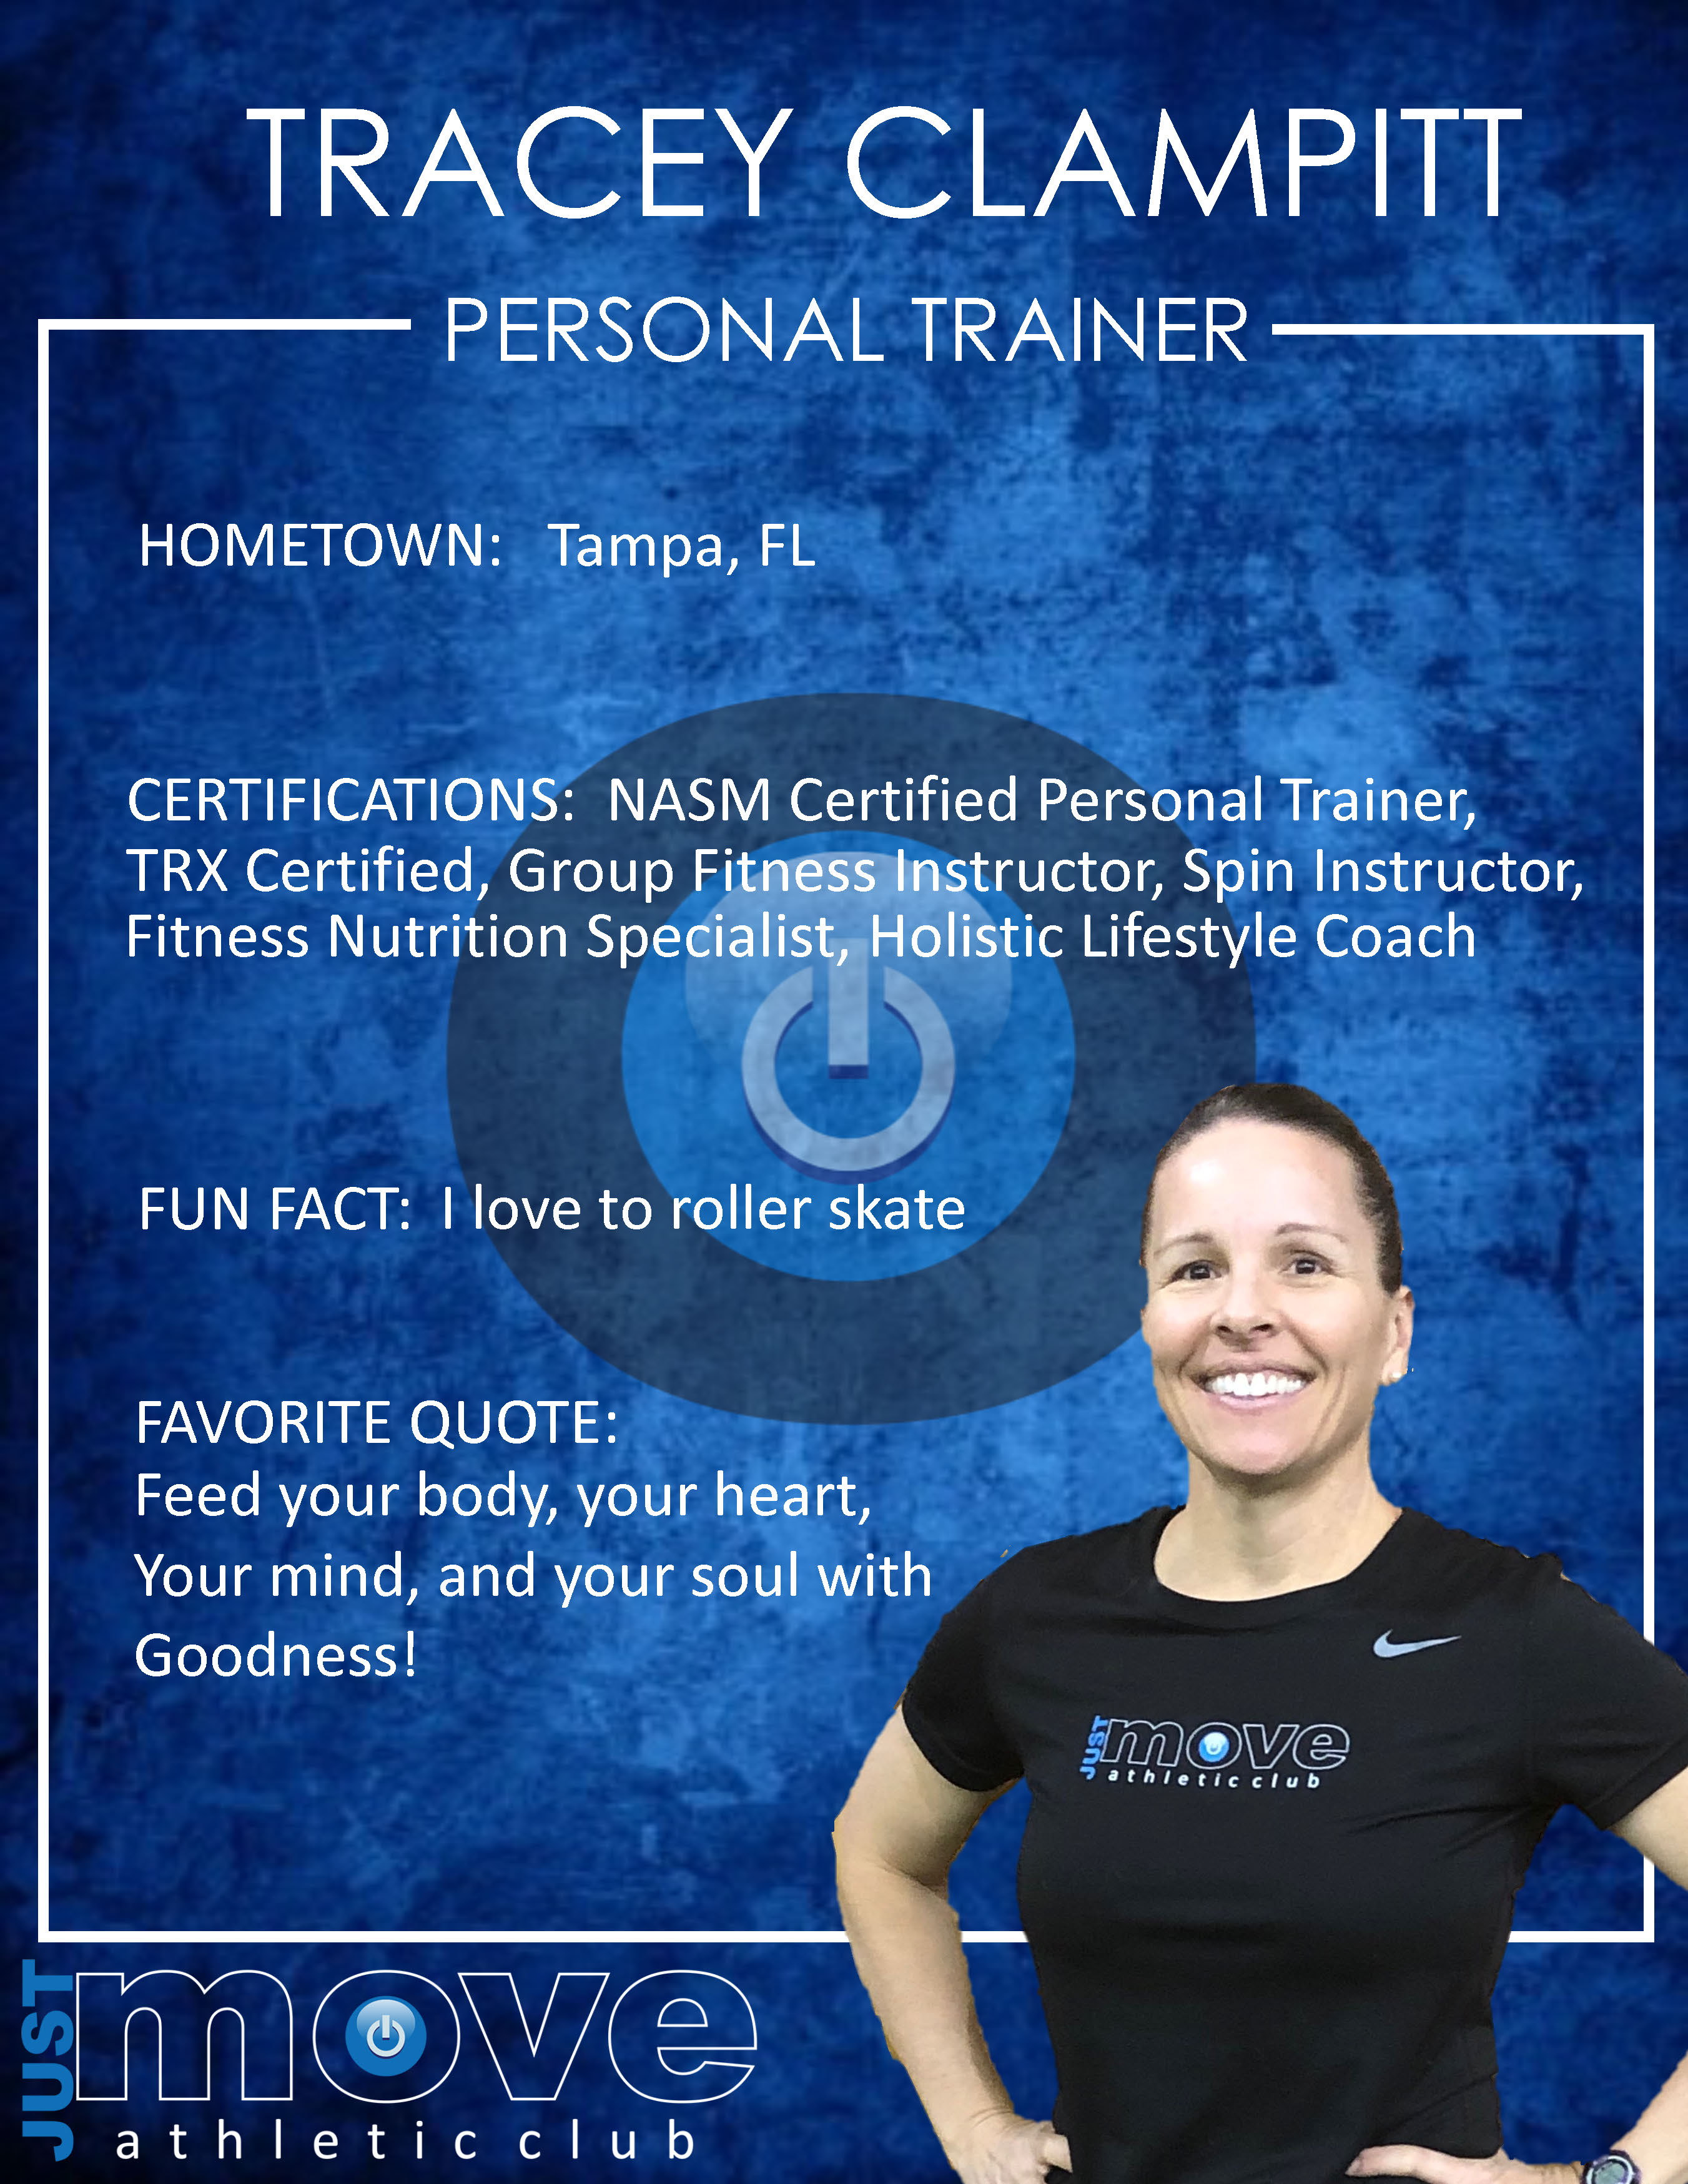 TRACEY CLAMPITT
PERSONAL TRAINER
HOMETOWN: Tampa, FL
CERTIFICATIONS: NASM Certified Personal Trainer,
TRX Certified, Group Fitness Instructor, Spin Instructor,
Fitness Nutrition Specialist, Holistic Lifestyle Coach
FUN FACT: I love to roller skate
FAVORITE QUOTE:
Feed your body, your heart,
Your mind, and your soul with
Goodness!
JUST move
athletic club
JUST move
athletic club